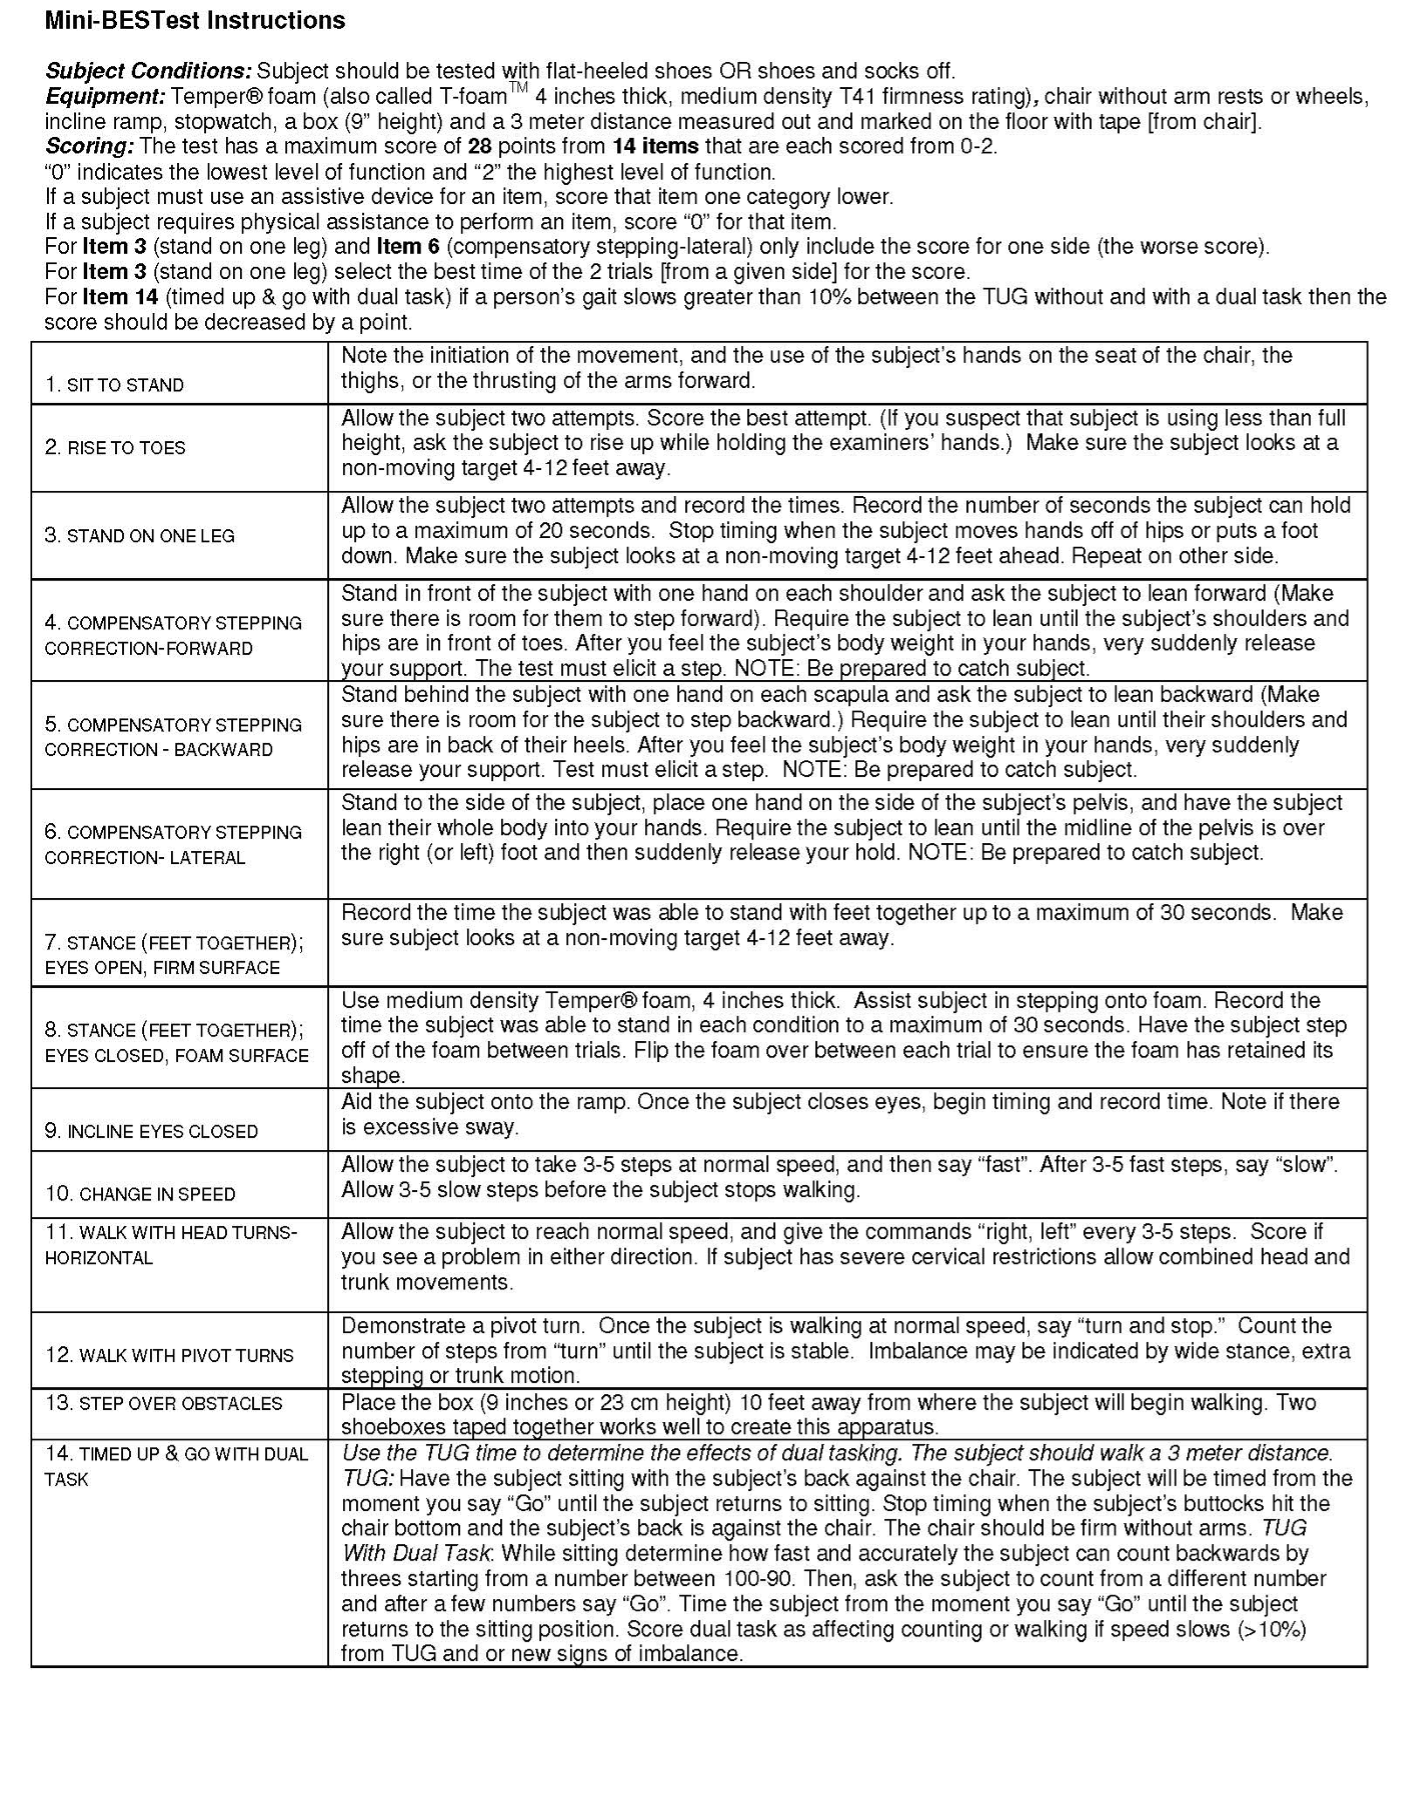 Mini-BESTest Instructions
Subject Conditions: Subject should be tested with flat-heeled shoes OR shoes and socks off.
Equipment: Temper® foam (also called T-foam™ 4 inches thick, medium density T41 firmness rating), chair without arm rests or wheels,
incline ramp, stopwatch, a box (9” height) and a 3 meter distance measured out and marked on the floor with tape [from chair].
Scoring: The test has a maximum score of 28 points from 14 items that are each scored from 0-2.
“0” indicates the lowest level of function and “2” the highest level of function.
If a subject must use an assistive device for an item, score that item one category lower.
If a subject requires physical assistance to perform an item, score “0” for that item.
For Item 3 (stand on one leg) and Item 6 (compensatory stepping-lateral) only include the score for one side (the worse score).
For Item 3 (stand on one leg) select the best time of the 2 trials [from a given side] for the score.
For Item 14 (timed up & go with dual task) if a person’s gait slows greater than 10% between the TUG without and with a dual task then the
score should be decreased by a point.
1. SIT TO STAND
Note the initiation of the movement, and the use of the subject’s hands on the seat of the chair, the
thighs, or the thrusting of the arms forward.
2. RISE TO TOES
Allow the subject two attempts. Score the best attempt. (If you suspect that subject is using less than full
height, ask the subject to rise up while holding the examiners’ hands.) Make sure the subject looks at a
non-moving target 4-12 feet away.
3. STAND ON ONE LEG
Allow the subject two attempts and record the times. Record the number of seconds the subject can hold
up to a maximum of 20 seconds. Stop timing when the subject moves hands off of hips or puts a foot
down. Make sure the subject looks at a non-moving target 4-12 feet ahead. Repeat on other side.
4. COMPENSATORY STEPPING
CORRECTION-FORWARD
Stand in front of the subject with one hand on each shoulder and ask the subject to lean forward (Make
sure there is room for them to step forward). Require the subject to lean until the subject’s shoulders and
hips are in front of toes. After you feel the subject’s body weight in your hands, very suddenly release
your support. The test must elicit a step. NOTE: Be prepared to catch subject.
5. COMPENSATORY STEPPING
CORRECTION - BACKWARD
Stand behind the subject with one hand on each scapula and ask the subject to lean backward (Make
sure there is room for the subject to step backward.) Require the subject to lean until their shoulders and
hips are in back of their heels. After you feel the subject’s body weight in your hands, very suddenly
release your support. Test must elicit a step. NOTE: Be prepared to catch subject.
6. COMPENSATORY STEPPING
CORRECTION- LATERAL
Stand to the side of the subject, place one hand on the side of the subject’s pelvis, and have the subject
lean their whole body into your hands. Require the subject to lean until the midline of the pelvis is over
the right (or left) foot and then suddenly release your hold. NOTE: Be prepared to catch subject.
7. STANCE (FEET TOGETHER);
EYES OPEN, FIRM SURFACE
Record the time the subject was able to stand with feet together up to a maximum of 30 seconds. Make
sure subject looks at a non-moving target 4-12 feet away.
8. STANCE (FEET TOGETHER);
EYES CLOSED, FOAM SURFACE
Use medium density Temper® foam, 4 inches thick. Assist subject in stepping onto foam. Record the
time the subject was able to stand in each condition to a maximum of 30 seconds. Have the subject step
off of the foam between trials. Flip the foam over between each trial to ensure the foam has retained its
shape.
9. INCLINE EYES CLOSED
Aid the subject onto the ramp. Once the subject closes eyes, begin timing and record time. Note if there
is excessive sway.
10. CHANGE IN SPEED
Allow the subject to take 3-5 steps at normal speed, and then say “fast”. After 3-5 fast steps, say “slow”.
Allow 3-5 slow steps before the subject stops walking.
11. WALK WITH HEAD TURNS-
HORIZONTAL
Allow the subject to reach normal speed, and give the commands “right, left” every 3-5 steps. Score if
you see a problem in either direction. If subject has severe cervical restrictions allow combined head and
trunk movements.
12. WALK WITH PIVOT TURNS
Demonstrate a pivot turn. Once the subject is walking at normal speed, say “turn and stop.” Count the
number of steps from “turn” until the subject is stable. Imbalance may be indicated by wide stance, extra
stepping or trunk motion.
13. STEP OVER OBSTACLES
Place the box (9 inches or 23 cm height) 10 feet away from where the subject will begin walking. Two
shoeboxes taped together works well to create this apparatus.
14. TIMED UP & GO WITH DUAL
TASK
Use the TUG time to determine the effects of dual tasking. The subject should walk a 3 meter distance.
TUG: Have the subject sitting with the subject’s back against the chair. The subject will be timed from the
moment you say “Go” until the subject returns to sitting. Stop timing when the subject’s buttocks hit the
chair bottom and the subject’s back is against the chair. The chair should be firm without arms. TUG
With Dual Task: While sitting determine how fast and accurately the subject can count backwards by
threes starting from a number between 100-90. Then, ask the subject to count from a different number
and after a few numbers say “Go”. Time the subject from the moment you say “Go” until the subject
returns to the sitting position. Score dual task as affecting counting or walking if speed slows (>10%)
from TUG and or new signs of imbalance.